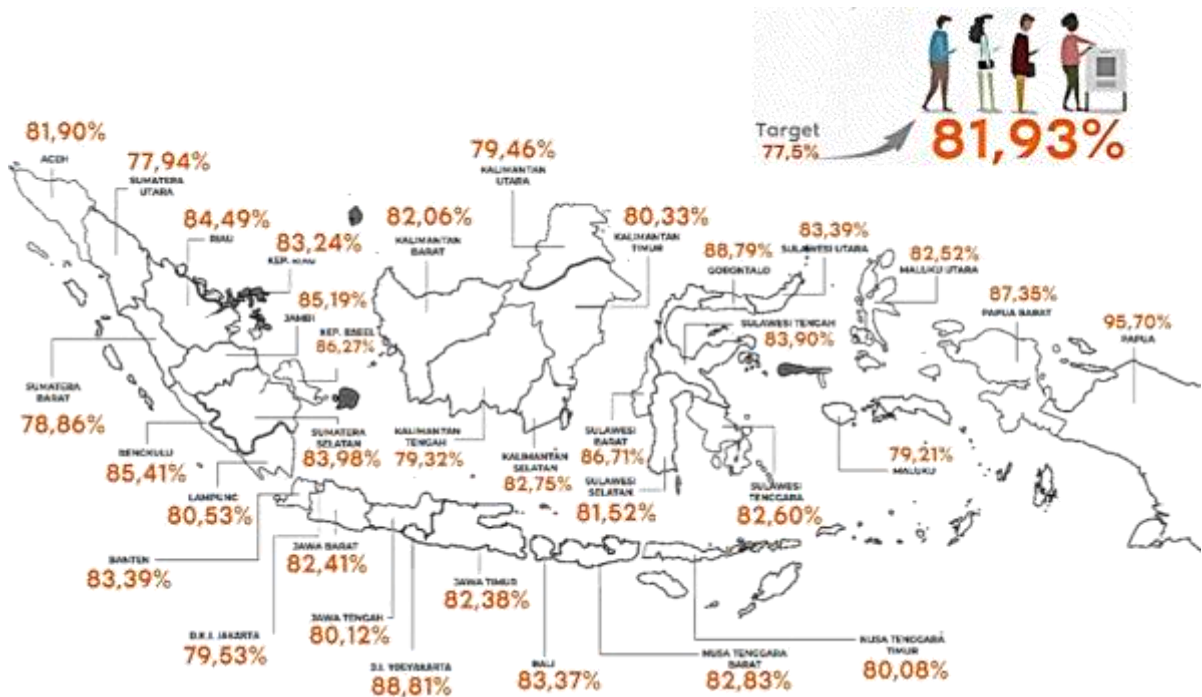 Target
77,5%
81,93%
81,90%
ACEH
77,94%
SUMATERA
UTARA
84,49%
RIAU
83,24%
KEP. RIAU
85,19%
JAMBI
KEP. BABEL
86,27%
SUMATERA
BARAT
78,86%
BENGKULU
85,41%
SUMATERA
SELATAN
83,98%
LAMPUNG
80,53%
BANTEN
83,39%
D.K.I. JAKARTA
79,53%
JAWA BARAT
82,41%
JAWA TENGAH
80,12%
D.I. YOGYAKARTA
88,81%
JAWA TIMUR
82,38%
BALI
83,37%
NUSA TENGGARA
BARAT
82,83%
NUSA TENGGARA
TIMUR
80,08%
82,06%
KALIMANTAN
BARAT
79,46%
KALIMANTAN
UTARA
80,33%
KALIMANTAN
TIMUR
KALIMANTAN
TENGAH
79,32%
KALIMANTAN
SELATAN
82,75%
88,79%
GORONTALO
83,39%
SULAWESI UTARA
SULAWESI TENGAH
83,90%
SULAWESI
BARAT
86,71%
SULAWESI
SELATAN
81,52%
SULAWESI
TENGGARA
82,60%
82,52%
MALUKU UTARA
79,21%
MALUKU
87,35%
PAPUA BARAT
95,70%
PAPUA